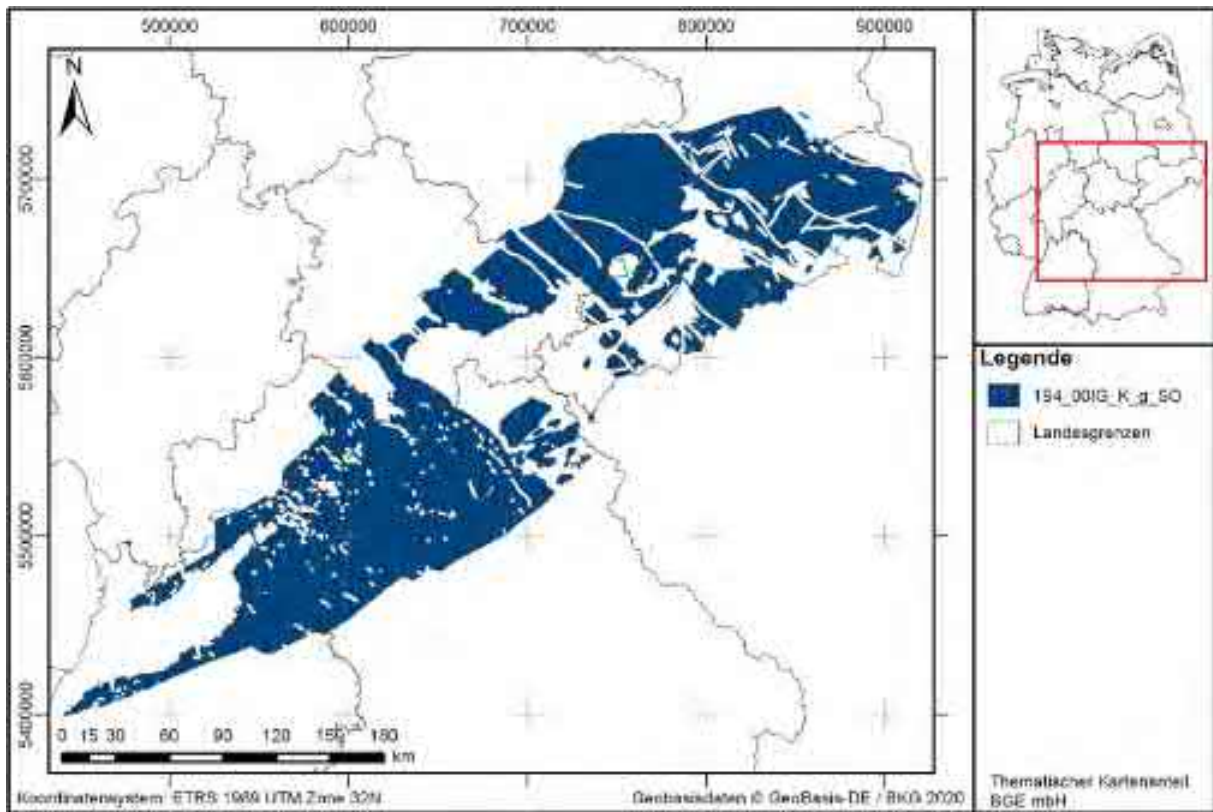 500000 600000 700000 800000 900000
N
5700000
5600000
5500000
5400000
0 15 30 60 90 120 150 180
km
Koordinatensystem: ETRS 1989 UTM Zone 32N
Geobasisdaten © GeoBasis-DE / BKG 2020
Legende
194_00IG_K_g_SO
Landesgrenzen
Thematischer Karteninhalt
BGE mbH